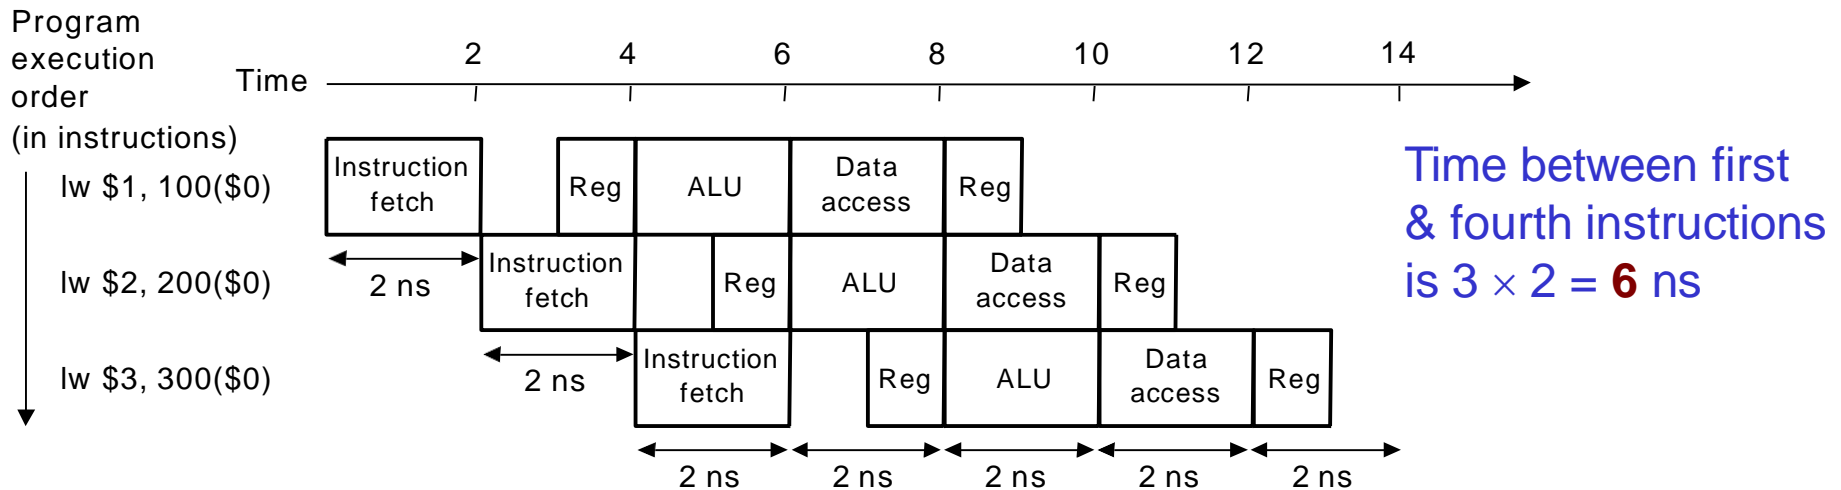 Program
execution
order
(in instructions)
Time
2 4 6 8 10 12 14
lw $1, 100($0)
Instruction
fetch
Reg
ALU
Data
access
Reg
2 ns
lw $2, 200($0)
Instruction
fetch
Reg
ALU
Data
access
Reg
2 ns
lw $3, 300($0)
Instruction
fetch
Reg
ALU
Data
access
Reg
2 ns 2 ns 2 ns 2 ns 2 ns
Time between first
& fourth instructions
is 3 × 2 = 6 ns